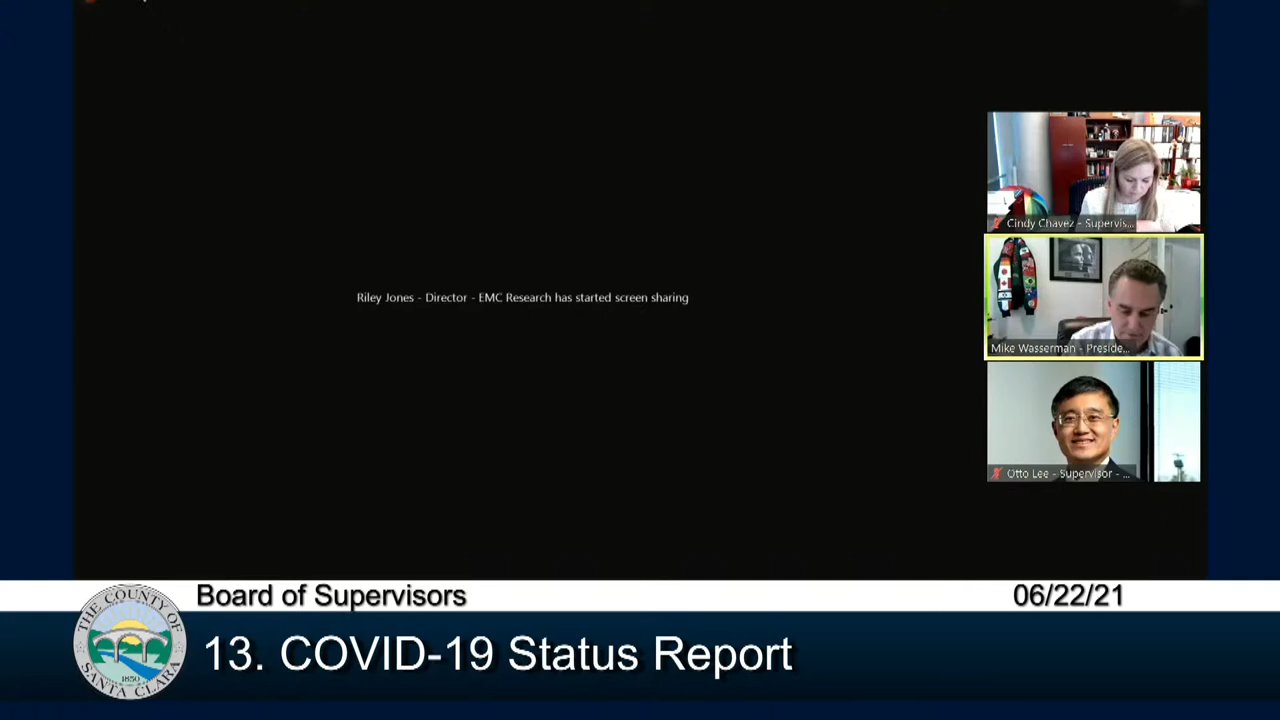 Riley Jones - Director - EMC Research has started screen sharing
Cindy Chavez - Supervis...
Mike Wasserman - Preside...
Otto Lee - Supervisor - ...
Board of Supervisors
06/22/21
THE COUNTY OF
SANTA CLARA
1850
13. COVID-19 Status Report